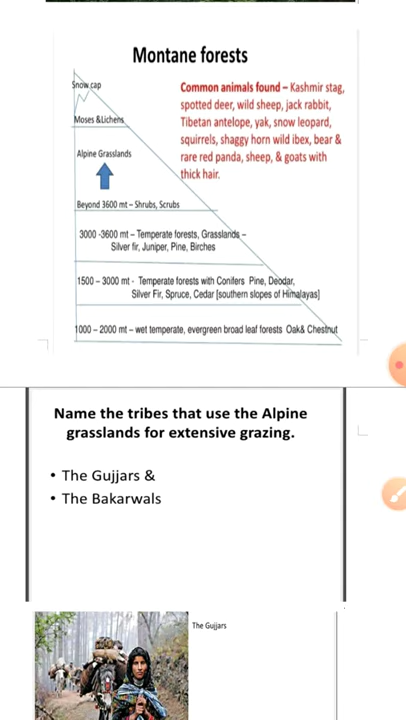 Montane forests
Snow cap
Common animals found – Kashmir stag,
spotted deer, wild sheep, jack rabbit,
Tibetan antelope, yak, snow leopard,
squirrels, shaggy horn wild ibex, bear &
rare red panda, sheep, & goats with
thick hair.
Moses &Lichens
Alpine Grasslands
Beyond 3600 mt – Shrubs, Scrubs
3000 -3600 mt – Temperate forests, Grasslands –
Silver fir, Juniper, Pine, Birches
1500 – 3000 mt - Temperate forests with Conifers Pine, Deodar,
Silver Fir, Spruce, Cedar [southern slopes of Himalayas]
1000 – 2000 mt – wet temperate, evergreen broad leaf forests Oak& Chestnut
Name the tribes that use the Alpine
grasslands for extensive grazing.
• The Gujjars &
• The Bakarwals
The Gujjars